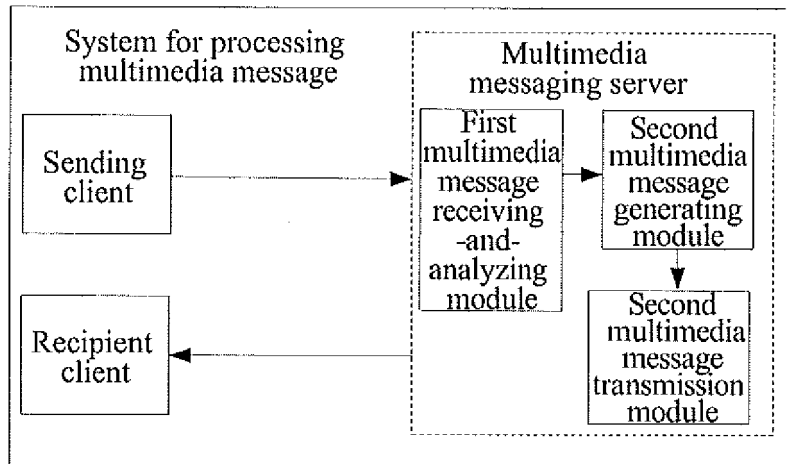 System for processing
multimedia message
Multimedia
messaging server
Sending
client
First
multimedia
message
receiving
-and-
analyzing
module
Second
multimedia
message
generating
module
Recipient
client
Second
multimedia
message
transmission
module